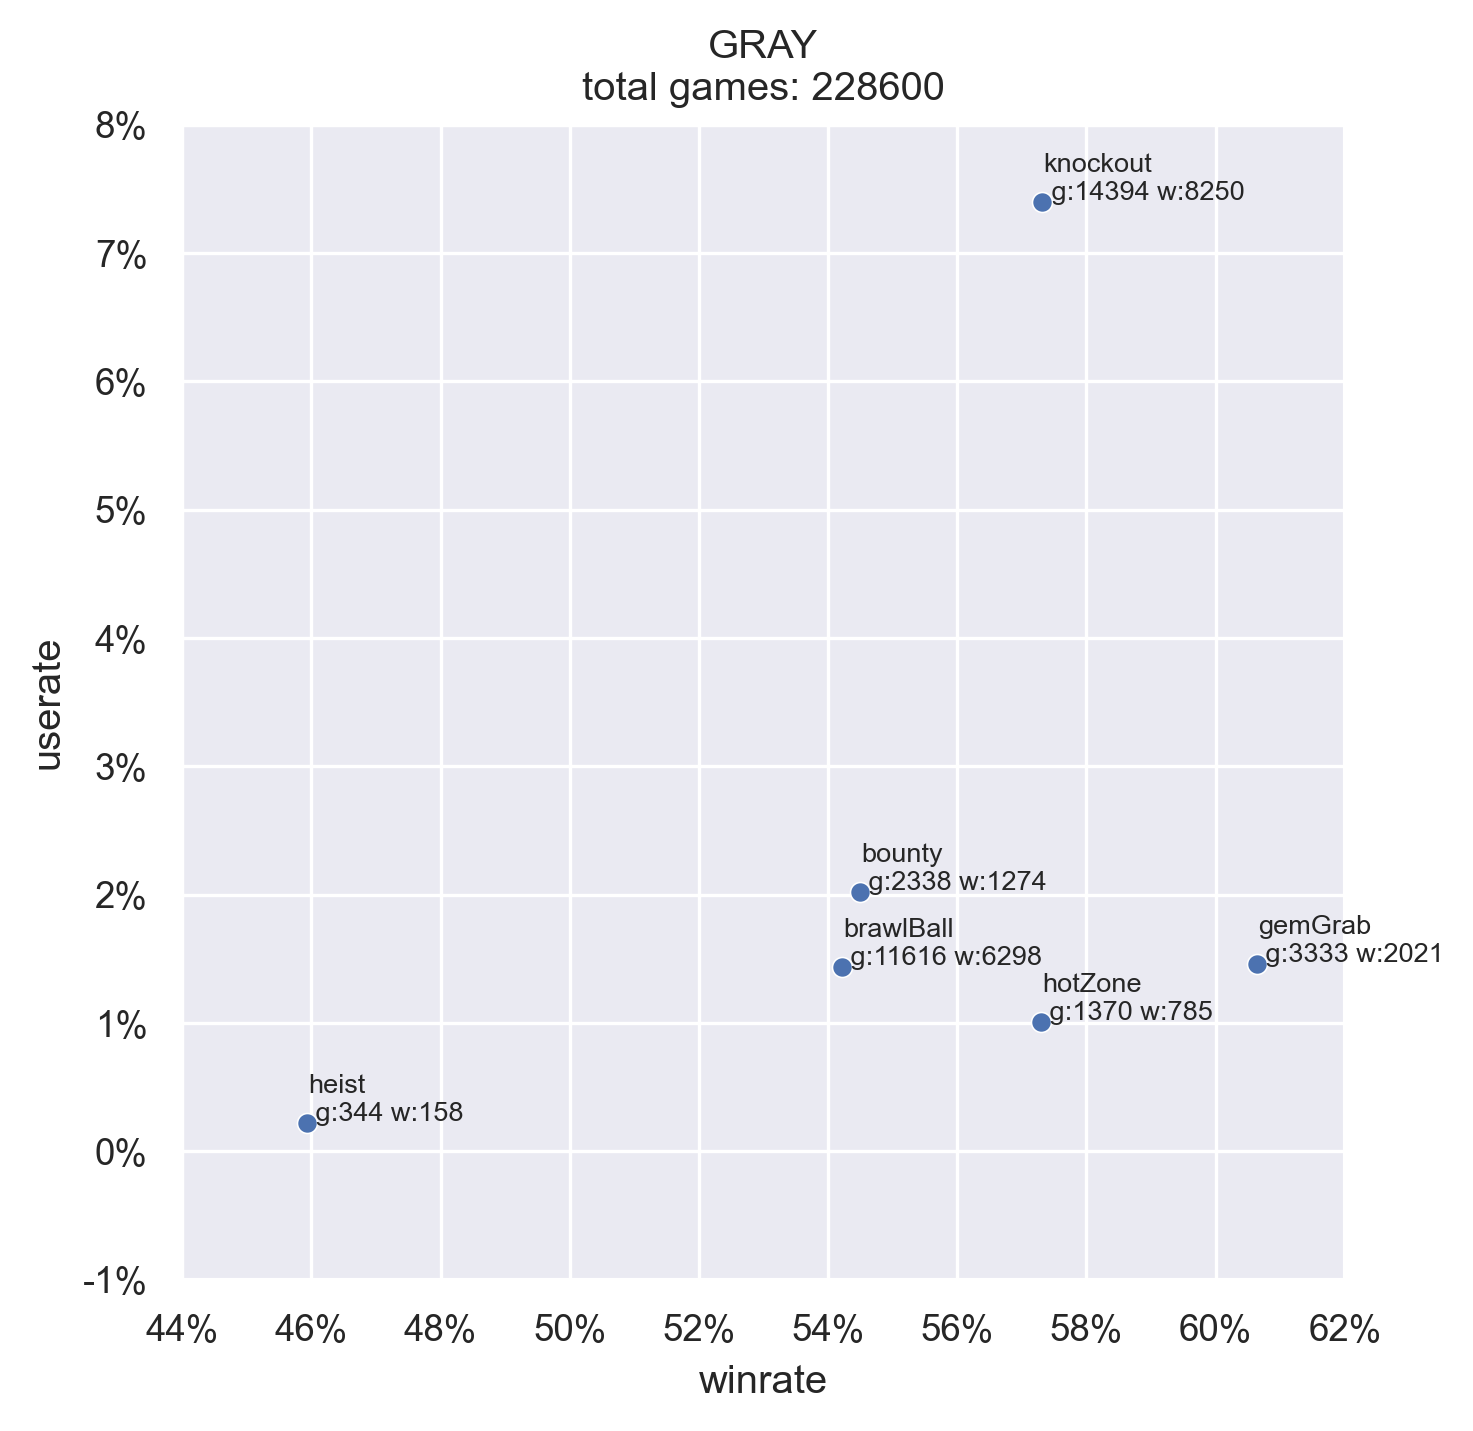 GRAY
total games: 228600
8%
7%
6%
5%
4%
3%
2%
1%
0%
-1%
userate
knockout
g:14394 w:8250
bounty
g:2338 w:1274
brawlBall
g:11616 w:6298
gemGrab
g:3333 w:2021
hotZone
g:1370 w:785
heist
g:344 w:158
44% 46% 48% 50% 52% 54% 56% 58% 60% 62%
winrate